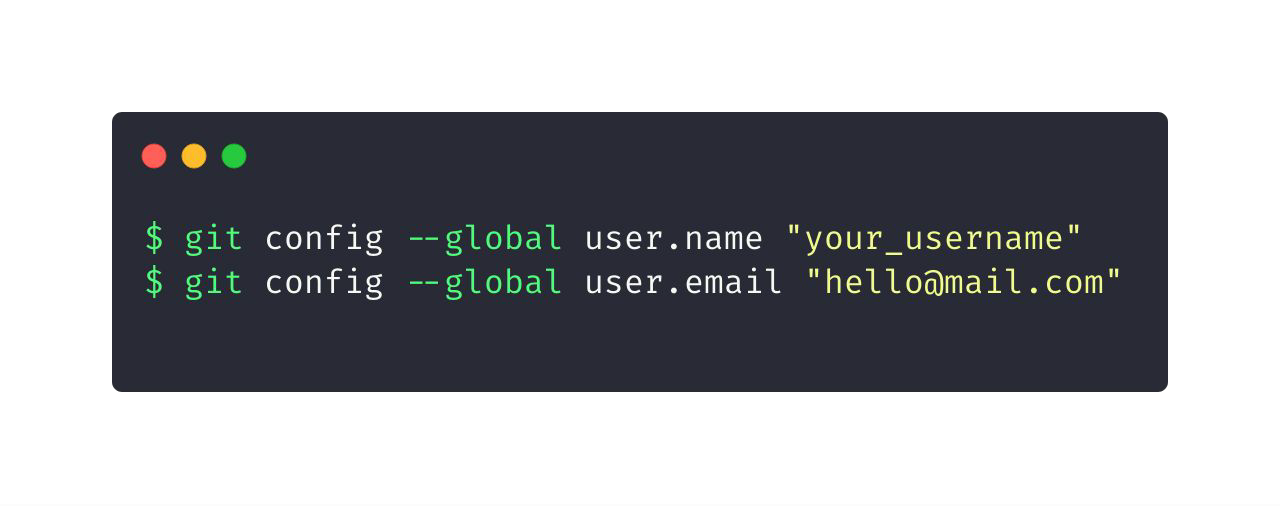 $ git config --global user.name "your_username"
$ git config --global user.email "hello@mail.com"